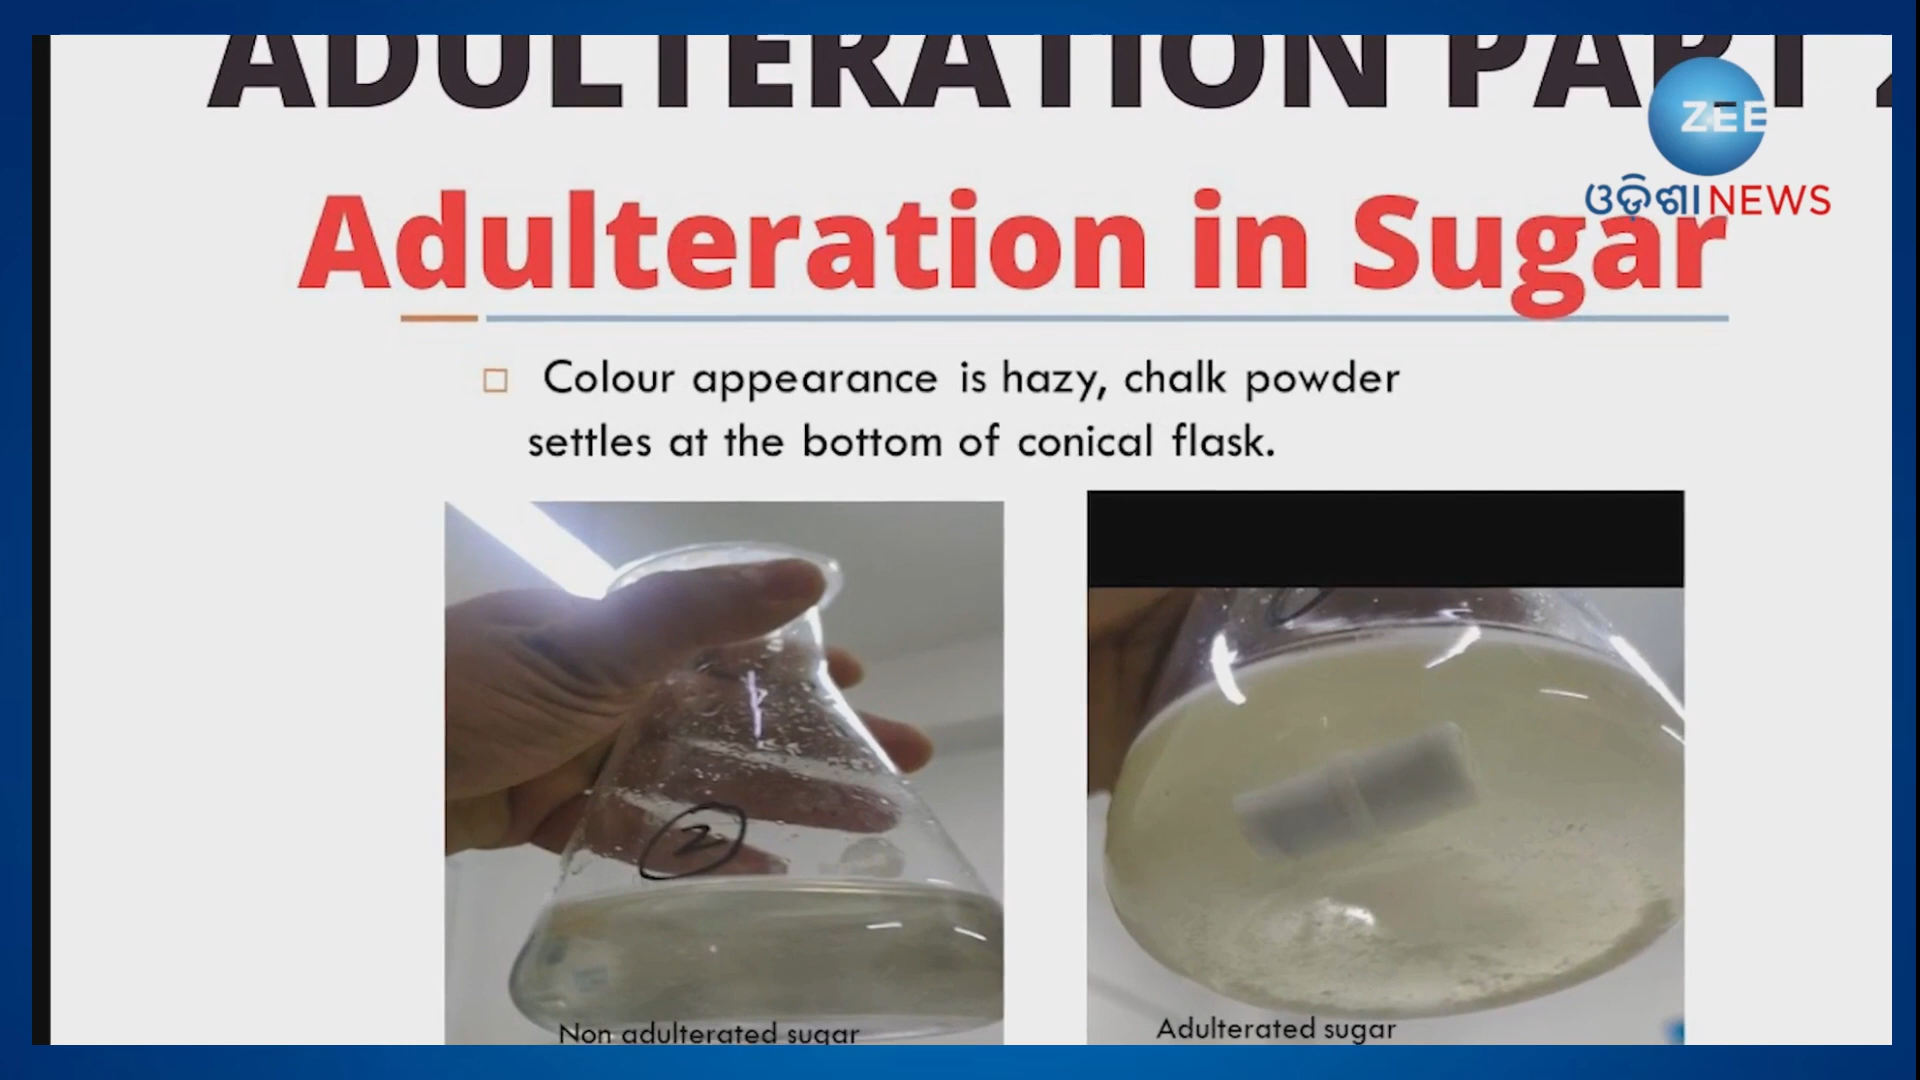 ADULTERATION PART 2
ZEE
ଓଡ଼ିଶା NEWS
Adulteration in Sugar
Colour appearance is hazy, chalk powder
settles at the bottom of conical flask.
2
Non adulterated sugar
Adulterated sugar